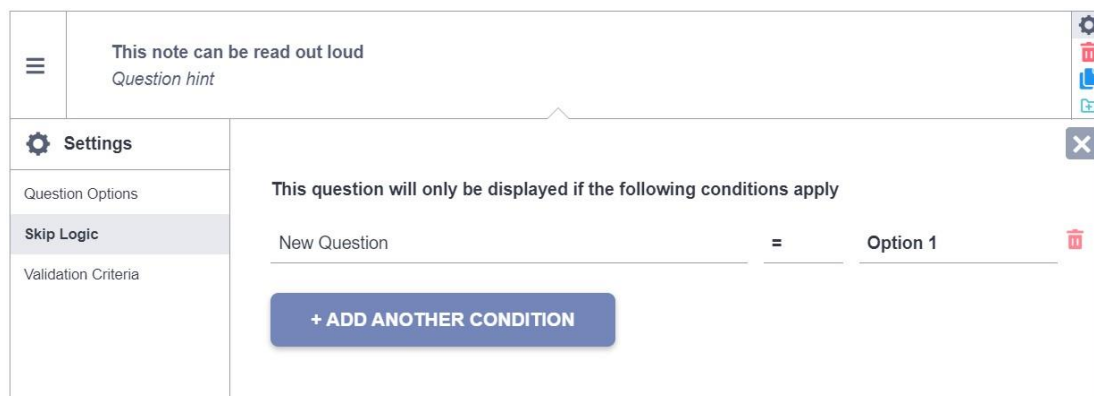 This note can be read out loud
Question hint
Settings
Question Options
Skip Logic
Validation Criteria
This question will only be displayed if the following conditions apply
New Question = Option 1
+ ADD ANOTHER CONDITION